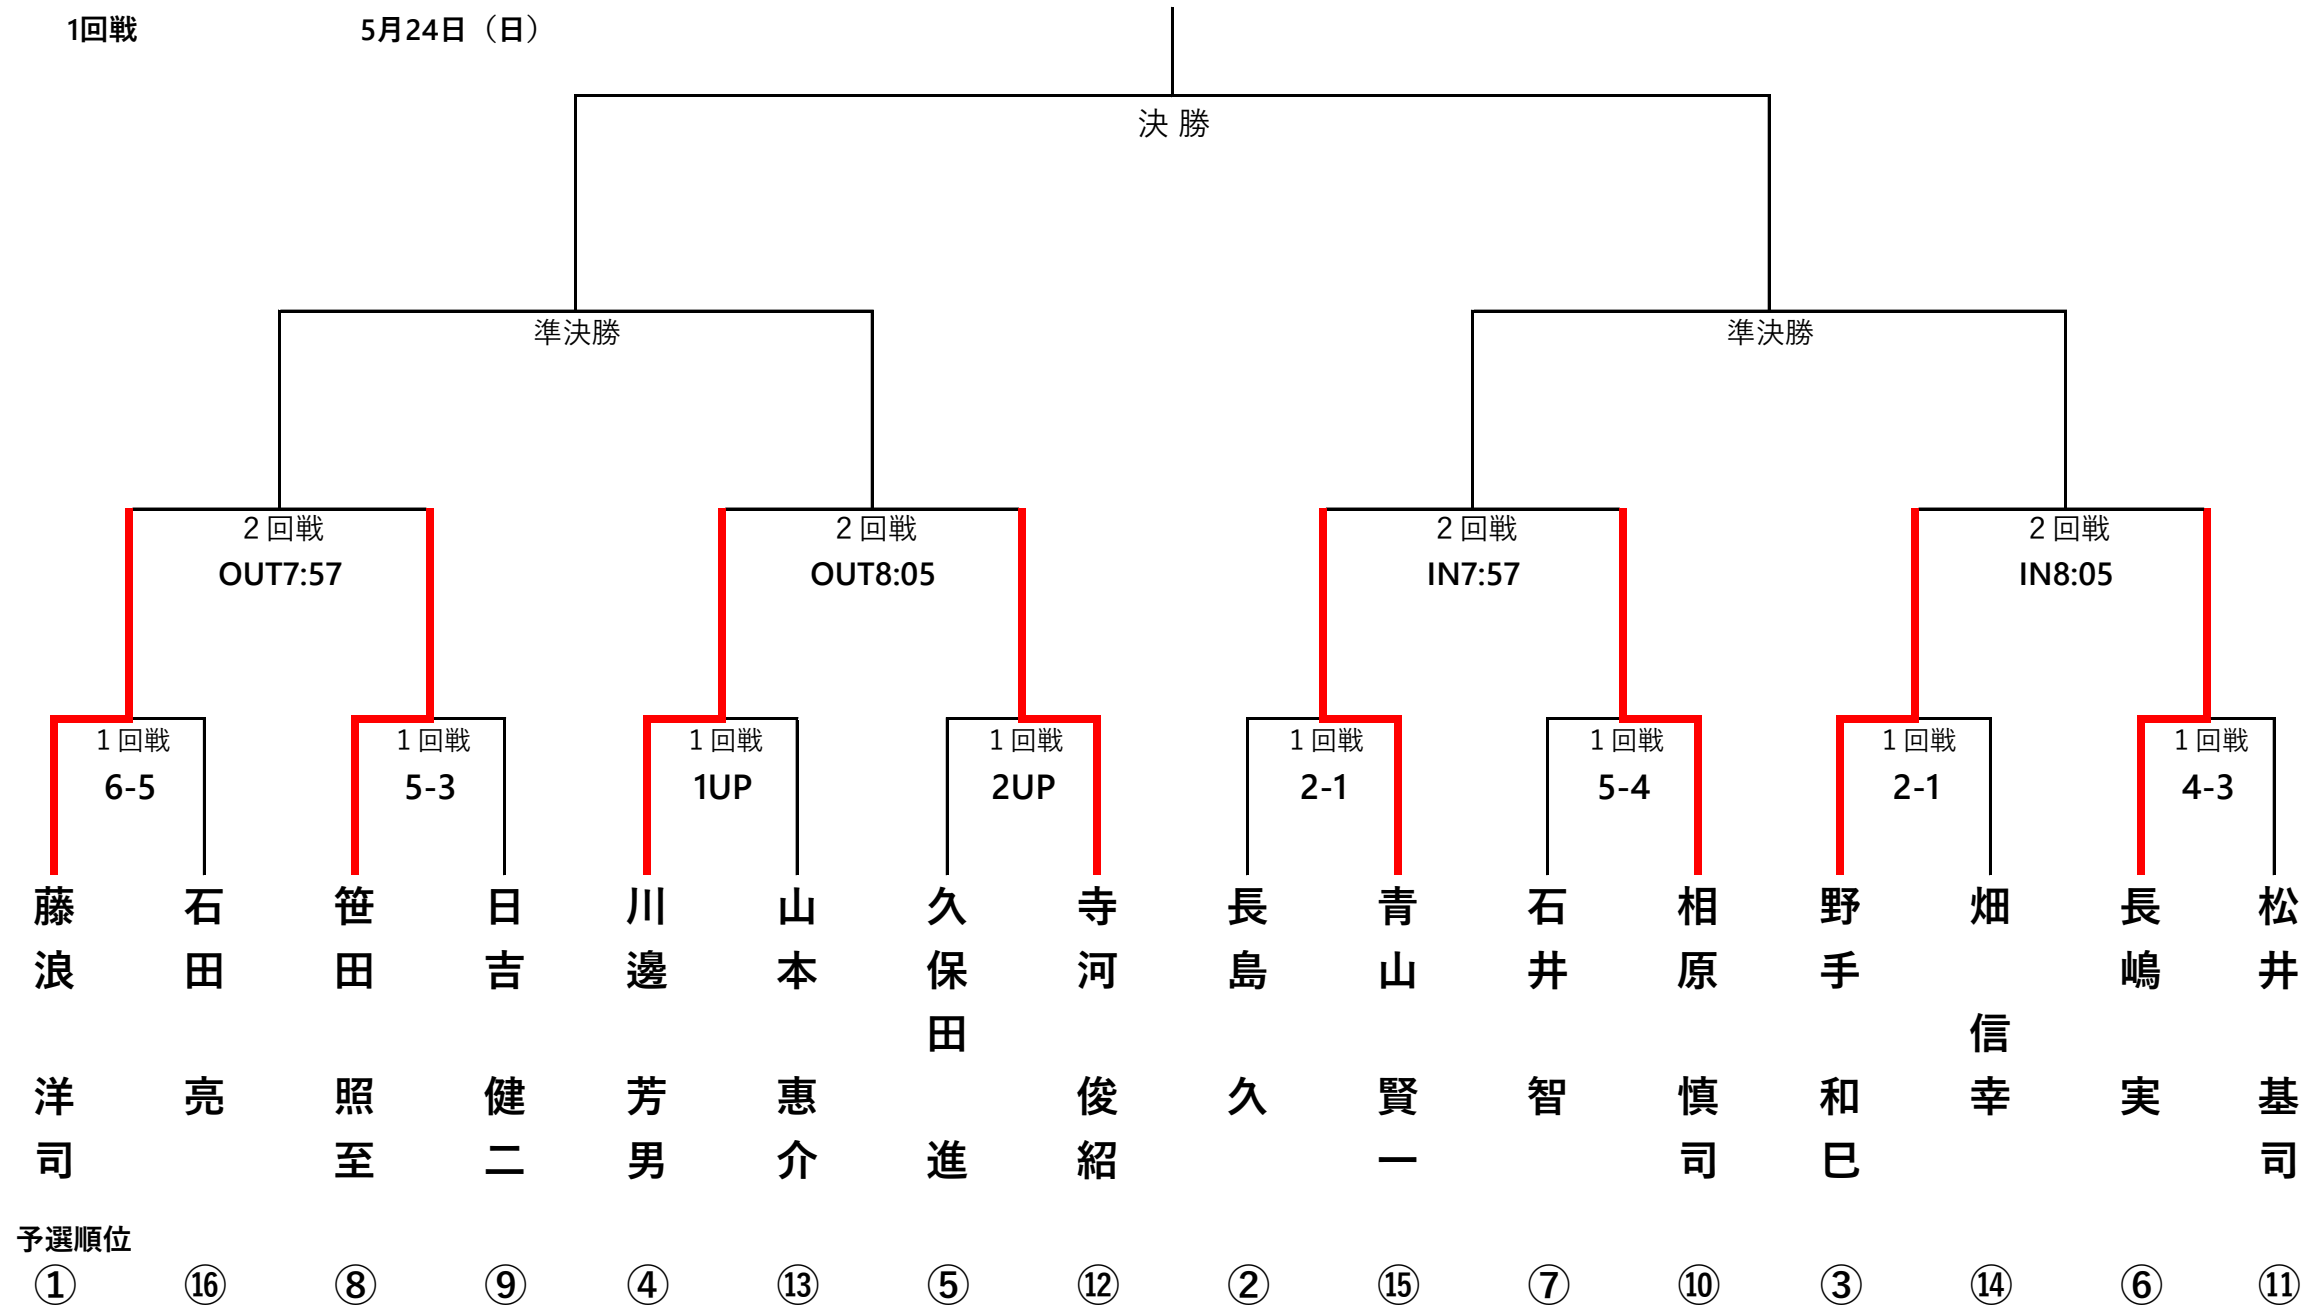 1回戦 5月24日（日）
決 勝
準決勝 準決勝
２回戦 ２回戦 ２回戦 ２回戦
OUT7:57 OUT8:05 IN7:57 IN8:05
１回戦 １回戦 １回戦 １回戦 １回戦 １回戦 １回戦 １回戦
6-5 5-3 1UP 2UP 2-1 5-4 2-1 4-3
藤浪 洋司
石田 亮
笹田 照至
日吉 健二
川邊 芳男
山本 惠介
久保田 進
寺河 俊紹
長島 久
青山 賢一
石井 智
相原 慎司
野手 和巳
畑 信幸
長嶋 実
松井 基司
予選順位
① ⑯ ⑧ ⑨ ④ ⑬ ⑤ ⑫ ② ⑮ ⑦ ⑩ ③ ⑭ ⑥ ⑪